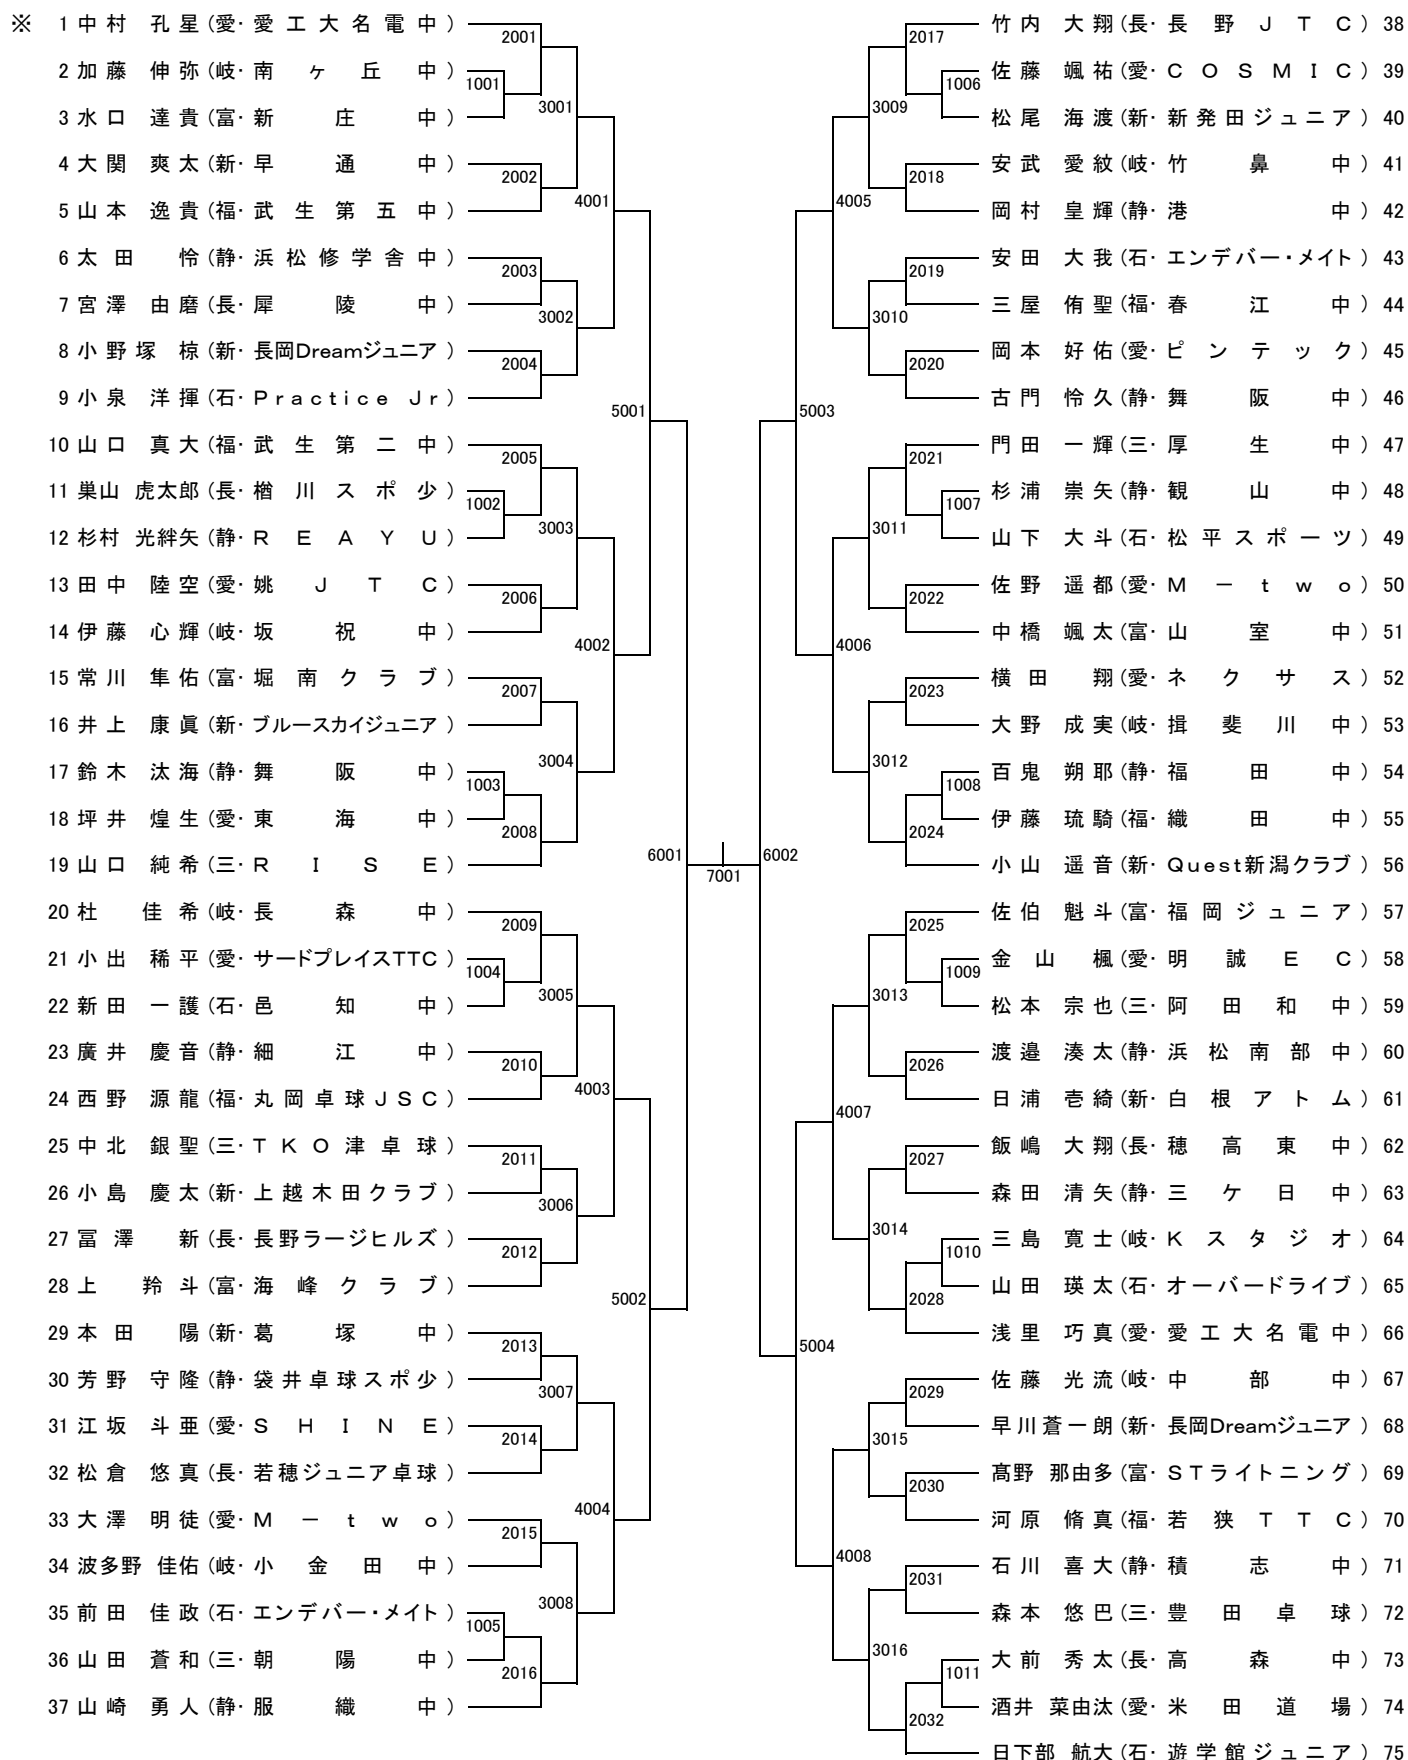 ※ 1 中村 孔星 (愛・愛工大名電中)
2 加藤 伸弥 (岐・南ヶ丘中)
3 水口 達貴 (富・新庄中)
4 大関 爽太 (新・早通中)
5 山本 逸貴 (福・武生第五中)
6 太田 怜 (静・浜松修学舎中)
7 宮澤 由磨 (長・犀陵中)
8 小野塚 椋 (新・長岡Dreamジュニア)
9 小泉 洋揮 (石・Practice Jr)
10 山口 真大 (福・武生第二中)
11 巣山 虎太郎 (長・楢川スポ少)
12 杉村 光絆矢 (静・REAYU)
13 田中 陸空 (愛・姚JTC)
14 伊藤 心輝 (岐・坂祝中)
15 常川 隼佑 (富・堀南クラブ)
16 井上 康眞 (新・ブルースカイジュニア)
17 鈴木 汰海 (静・舞阪中)
18 坪井 煌生 (愛・東海中)
19 山口 純希 (三・RISE)
20 杜 佳希 (岐・長森中)
21 小出 稀平 (愛・サードプレイスTTC)
22 新田 一護 (石・邑知中)
23 廣井 慶音 (静・細江中)
24 西野 源龍 (福・丸岡卓球JSC)
25 中北 銀聖 (三・TKO津卓球)
26 小島 慶太 (新・上越木田クラブ)
27 冨澤 新 (長・長野ラージヒルズ)
28 上 羚斗 (富・海峰クラブ)
29 本田 陽 (新・葛塚中)
30 芳野 守隆 (静・袋井卓球スポ少)
31 江坂 斗亜 (愛・SHINE)
32 松倉 悠真 (長・若穂ジュニア卓球)
33 大澤 明徒 (愛・M－two)
34 波多野 佳佑 (岐・小金田中)
35 前田 佳政 (石・エンデバー・メイト)
36 山田 蒼和 (三・朝陽中)
37 山崎 勇人 (静・服織中)
1001
1002
1003
1004
1005
2001
2002
2003
2004
2005
2006
2007
2008
2009
2010
2011
2012
2013
2014
2015
2016
3001
3002
3003
3004
3005
3006
3007
3008
4001
4002
4003
4004
5001
5002
6001
7001
6002
5003
5004
4005
4006
4007
4008
3009
3010
3011
3012
3013
3014
3015
3016
2017
2018
2019
2020
2021
2022
2023
2024
2025
2026
2027
2028
2029
2030
2031
2032
1006
1007
1008
1009
1010
1011
竹内 大翔 (長・長野JTC) 38
佐藤 颯祐 (愛・COSMIC) 39
松尾 海渡 (新・新発田ジュニア) 40
安武 愛紋 (岐・竹鼻中) 41
岡村 皇輝 (静・港中) 42
安田 大我 (石・エンデバー・メイト) 43
三屋 侑聖 (福・春江中) 44
岡本 好佑 (愛・ピンテック) 45
古門 怜久 (静・舞阪中) 46
門田 一輝 (三・厚生中) 47
杉浦 崇矢 (静・観山中) 48
山下 大斗 (石・松平スポーツ) 49
佐野 遥都 (愛・M－two) 50
中橋 颯太 (富・山室中) 51
横田 翔 (愛・ネクサス) 52
大野 成実 (岐・揖斐川中) 53
百鬼 朔耶 (静・福田中) 54
伊藤 琉騎 (福・織田中) 55
小山 遥音 (新・Quest新潟クラブ) 56
佐伯 魁斗 (富・福岡ジュニア) 57
金山 楓 (愛・明誠EC) 58
松本 宗也 (三・阿田和中) 59
渡邉 湊太 (静・浜松南部中) 60
日浦 壱綺 (新・白根アトム) 61
飯嶋 大翔 (長・穂高東中) 62
森田 清矢 (静・三ケ日中) 63
三島 寛士 (岐・Kスタジオ) 64
山田 瑛太 (石・オーバードライブ) 65
浅里 巧真 (愛・愛工大名電中) 66
佐藤 光流 (岐・中部中) 67
早川蒼一朗 (新・長岡Dreamジュニア) 68
髙野 那由多 (富・STライトニング) 69
河原 脩真 (福・若狭TTC) 70
石川 喜大 (静・積志中) 71
森本 悠巴 (三・豊田卓球) 72
大前 秀太 (長・高森中) 73
酒井 菜由汰 (愛・米田道場) 74
日下部 航大 (石・遊学館ジュニア) 75